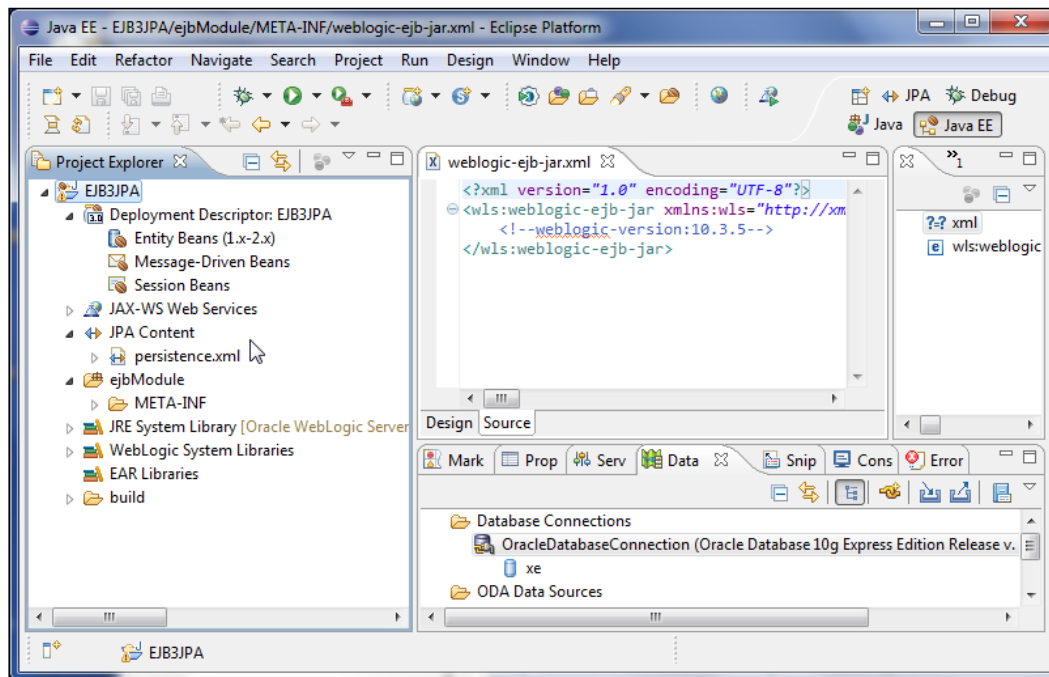 Java EE - EJB3JPA/ejbModule/META-INF/weblogic-ejb-jar.xml - Eclipse Platform
File Edit Refactor Navigate Search Project Run Design Window Help
JPA Debug
Java Java EE
Project Explorer
EJB3JPA
Deployment Descriptor: EJB3JPA
Entity Beans (1.x-2.x)
Message-Driven Beans
Session Beans
JAX-WS Web Services
JPA Content
persistence.xml
ejbModule
META-INF
JRE System Library [Oracle WebLogic Server
WebLogic System Libraries
EAR Libraries
build
weblogic-ejb-jar.xml
<?xml version="1.0" encoding="UTF-8"?>
<wls:weblogic-ejb-jar xmlns:wls="http://xm
<!--weblogic-version:10.3.5-->
</wls:weblogic-ejb-jar>
Design Source
»1
?=? xml
e wls:weblogic
Mark Prop Serv Data Snip Cons Error
Database Connections
OracleDatabaseConnection (Oracle Database 10g Express Edition Release v.
xe
ODA Data Sources
EJB3JPA